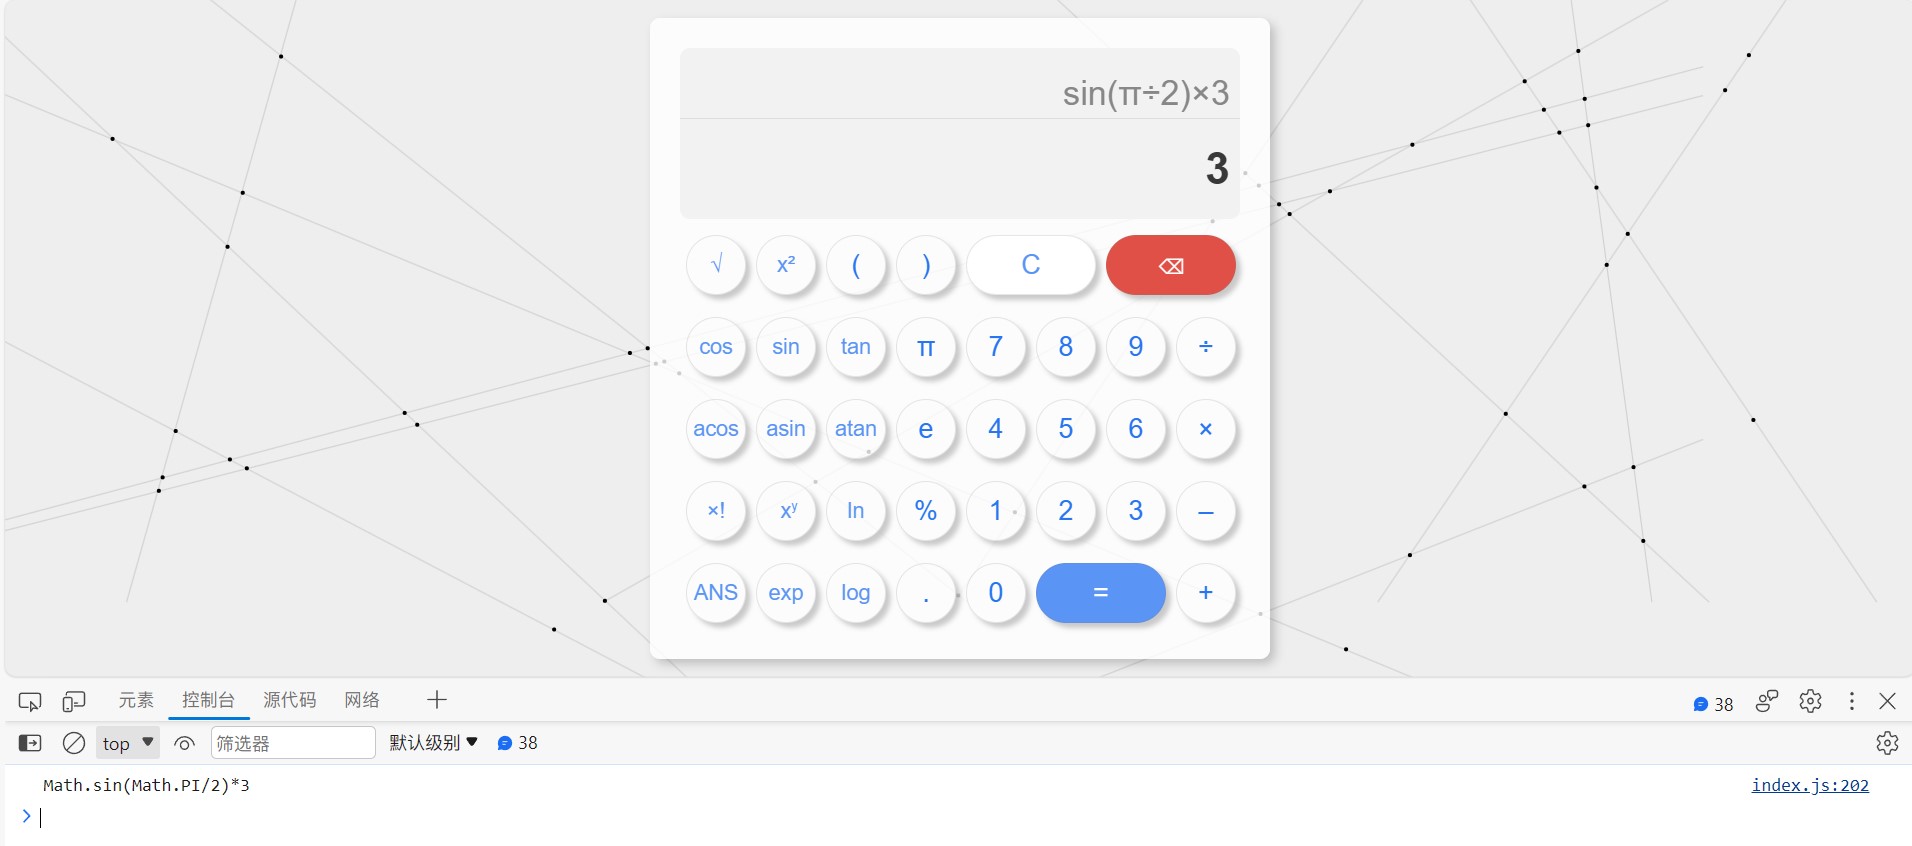 sin(π÷2)×3
3
√ x² ( ) C ⌫
cos sin tan π 7 8 9 ÷
acos asin atan e 4 5 6 ×
×! xʸ ln % 1 2 3 –
ANS exp log . 0 = +
元素 控制台 源代码 网络 38
top 筛选器 默认级别 38
Math.sin(Math.PI/2)*3 index.js:202